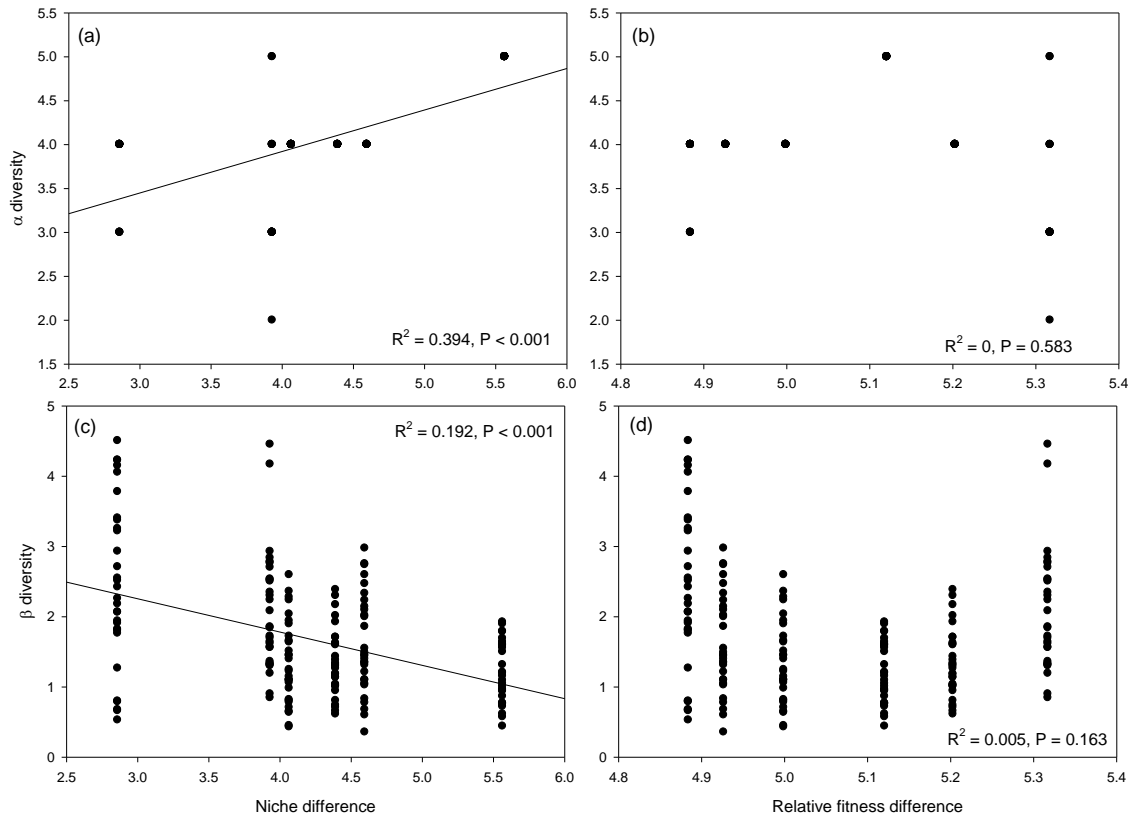 (a)
5.5
5.0
4.5
4.0
3.5
3.0
2.5
2.0
1.5
α diversity
2.5 3.0 3.5 4.0 4.5 5.0 5.5 6.0
R² = 0.394, P < 0.001
(b)
5.5
5.0
4.5
4.0
3.5
3.0
2.5
2.0
1.5
4.8 4.9 5.0 5.1 5.2 5.3 5.4
R² = 0, P = 0.583
(c)
R² = 0.192, P < 0.001
5
4
3
2
1
0
β diversity
2.5 3.0 3.5 4.0 4.5 5.0 5.5 6.0
Niche difference
(d)
5
4
3
2
1
0
R² = 0.005, P = 0.163
4.8 4.9 5.0 5.1 5.2 5.3 5.4
Relative fitness difference